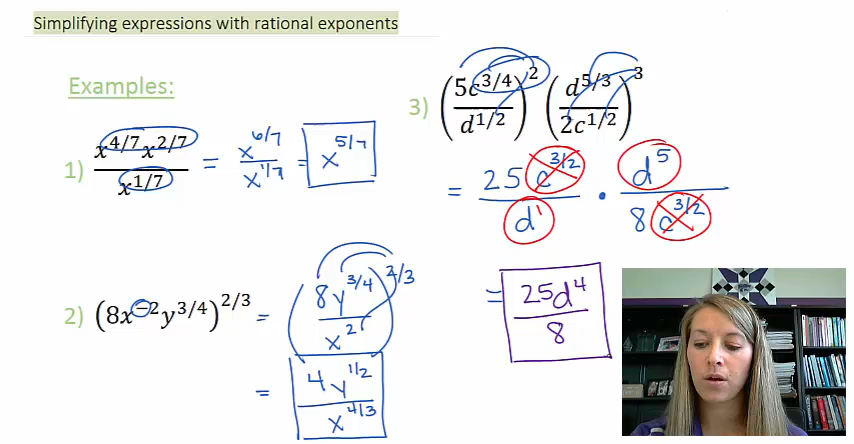 Simplifying expressions with rational exponents
Examples:
1) x^{4/7}x^{2/7} / x^{1/7} = x^{6/7} / x^{1/7} = x^{5/7}
2) (8x^{-2}y^{3/4})^{2/3} = (8y^{3/4} / x^{2})^{2/3}
= 4y^{1/2} / x^{4/3}
3) (5c^{3/4} / d^{1/2})^{2} (d^{5/3} / 2c^{1/2})^{3}
= 25c^{3/2} / d^{1} · d^{5} / 8c^{3/2}
= 25d^{4} / 8